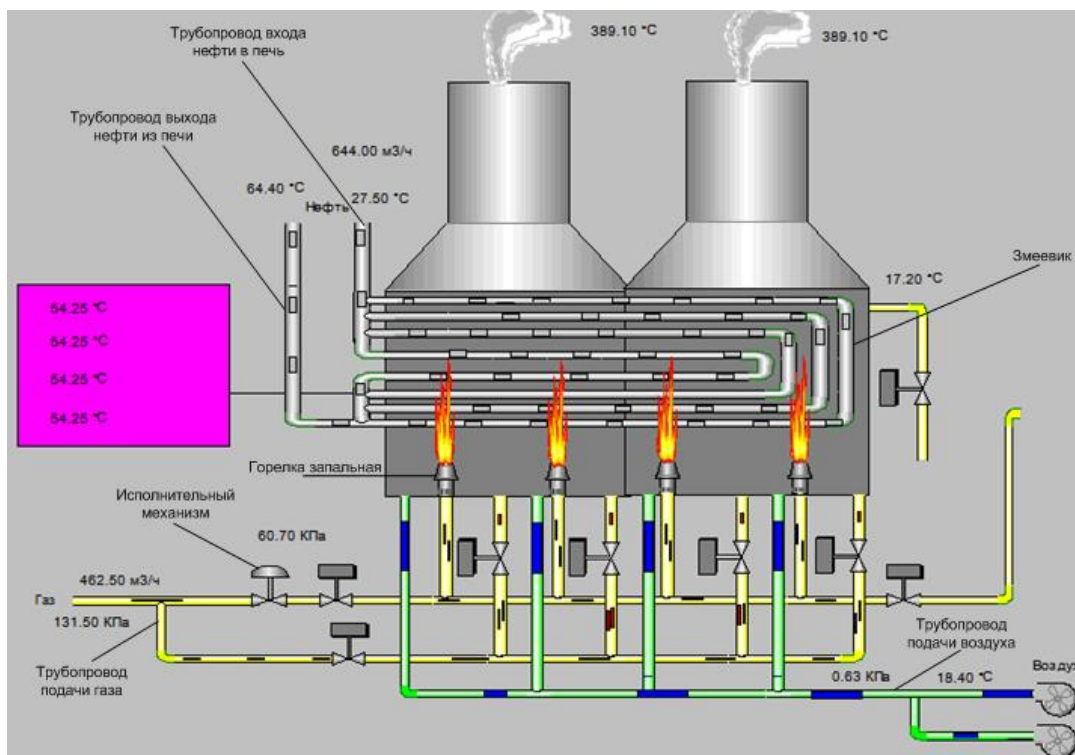 Трубопровод входа
нефти в печь
389.10 °C
389.10 °C
Трубопровод выхода
нефти из печи
644.00 м3/ч
64.40 °C
27.50 °C
Нефть
Змеевик
17.20 °C
54.25 °C
54.25 °C
54.25 °C
54.25 °C
Горелка запальная
Исполнительный
механизм
60.70 КПа
462.50 м3/ч
Газ
131.50 КПа
Трубопровод
подачи газа
Трубопровод
подачи воздуха
0.63 КПа
18.40 °C
Воздух